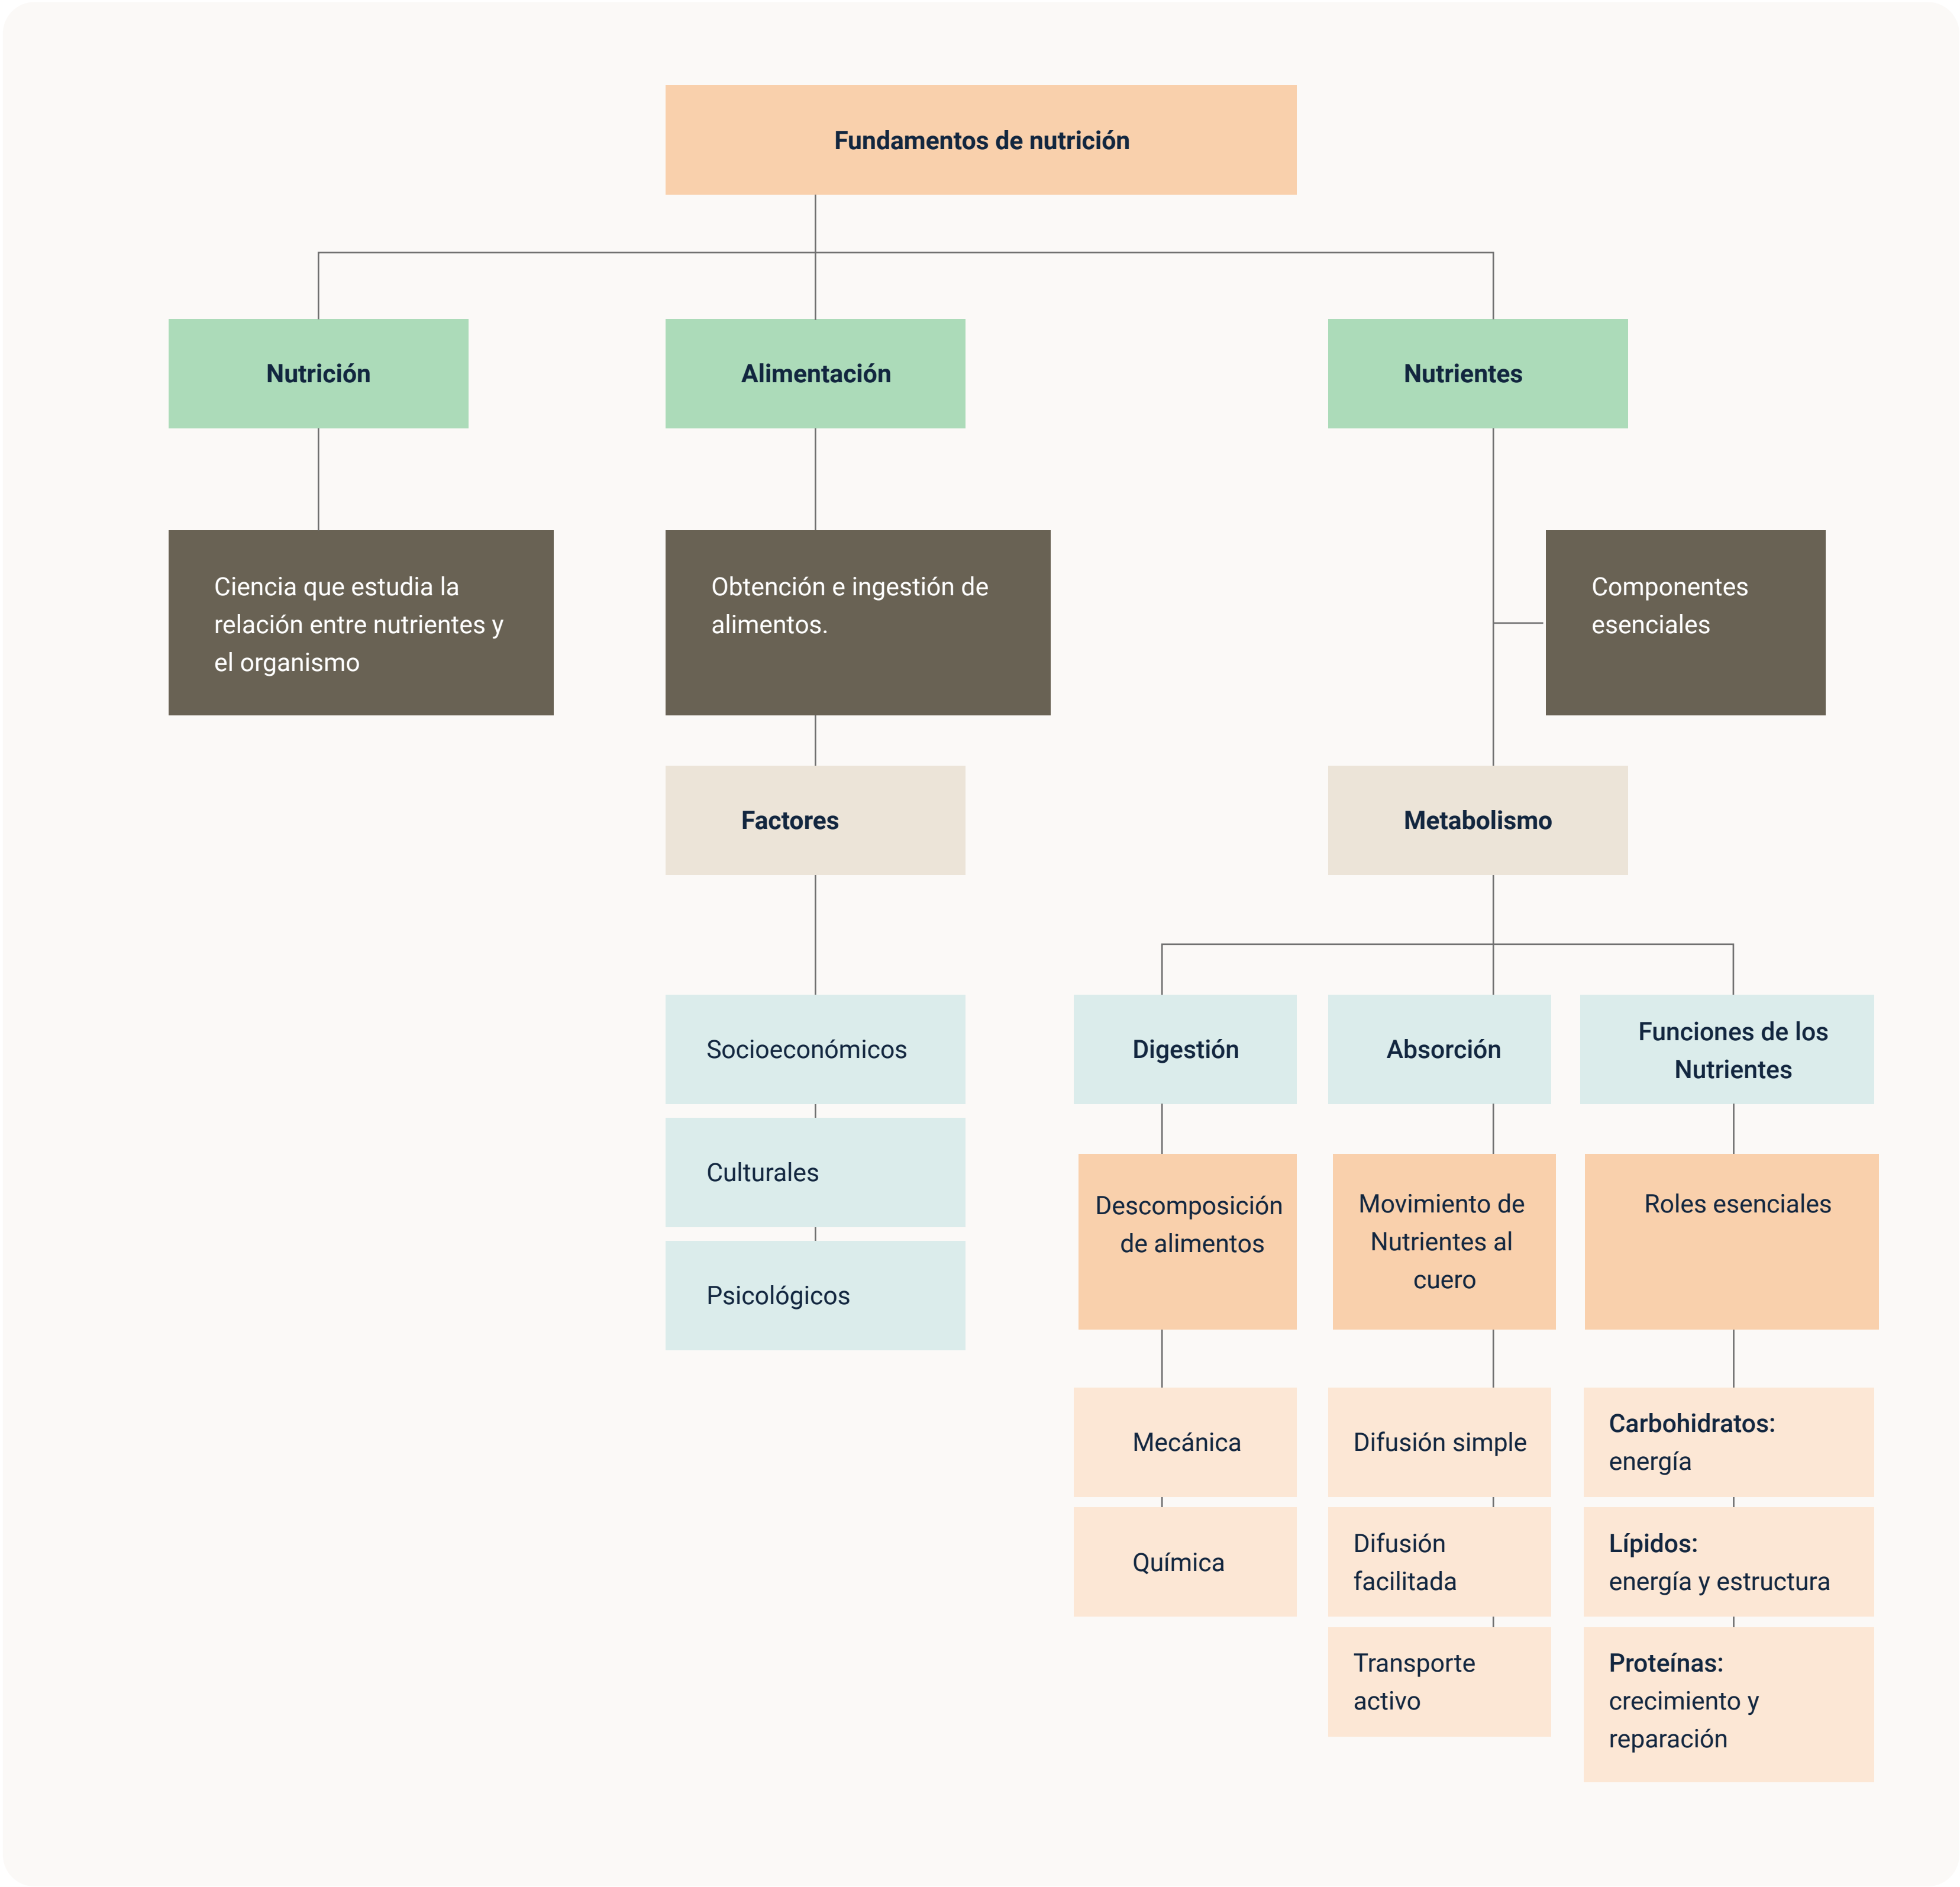 Fundamentos de nutrición
Nutrición
Alimentación
Nutrientes
Ciencia que estudia la
relación entre nutrientes y
el organismo
Obtención e ingestión de
alimentos.
Componentes
esenciales
Factores
Metabolismo
Socioeconómicos
Culturales
Psicológicos
Digestión
Absorción
Funciones de los
Nutrientes
Descomposición
de alimentos
Movimiento de
Nutrientes al
cuero
Roles esenciales
Mecánica
Química
Difusión simple
Difusión
facilitada
Transporte
activo
Carbohidratos:
energía
Lípidos:
energía y estructura
Proteínas:
crecimiento y
reparación